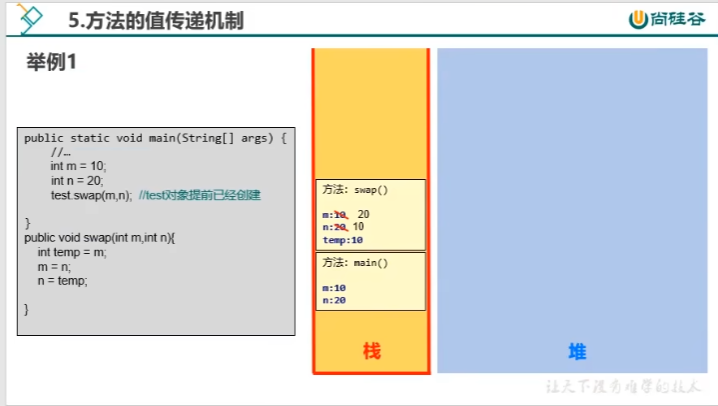 5.方法的值传递机制
尚硅谷
举例1
public static void main(String[] args) {
//…
int m = 10;
int n = 20;
test.swap(m,n); //test对象提前已经创建
}
public void swap(int m,int n){
int temp = m;
m = n;
n = temp;
}
方法: swap()
m:10 20
n:20 10
temp:10
方法: main()
m:10
n:20
栈
堆
让天下没有难学的技术